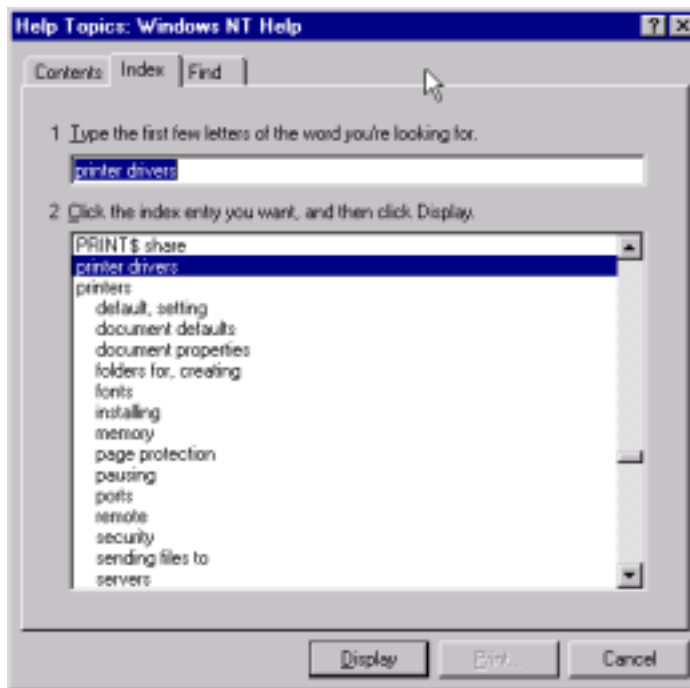 Help Topics: Windows NT Help
Contents Index Find
1 Type the first few letters of the word you're looking for.
printer drivers
2 Click the index entry you want, and then click Display.
PRINT$ share
printer drivers
printers
default, setting
document defaults
document properties
folders for, creating
fonts
installing
memory
page protection
pausing
ports
remote
security
sending files to
servers
Display Print... Cancel